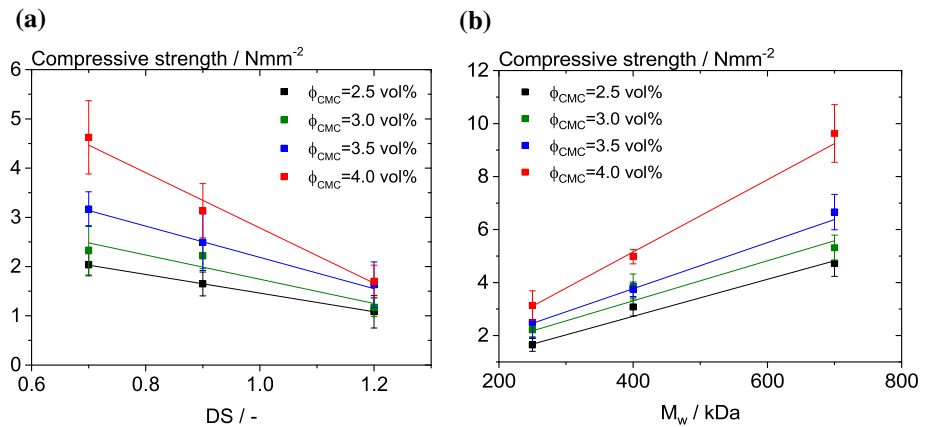 (a)
Compressive strength / Nmm⁻²
6
5
4
3
2
1
0
ϕCMC=2.5 vol%
ϕCMC=3.0 vol%
ϕCMC=3.5 vol%
ϕCMC=4.0 vol%
0.6 0.8 1.0 1.2
DS / -
(b)
Compressive strength / Nmm⁻²
12
10
8
6
4
2
ϕCMC=2.5 vol%
ϕCMC=3.0 vol%
ϕCMC=3.5 vol%
ϕCMC=4.0 vol%
200 400 600 800
Mw / kDa